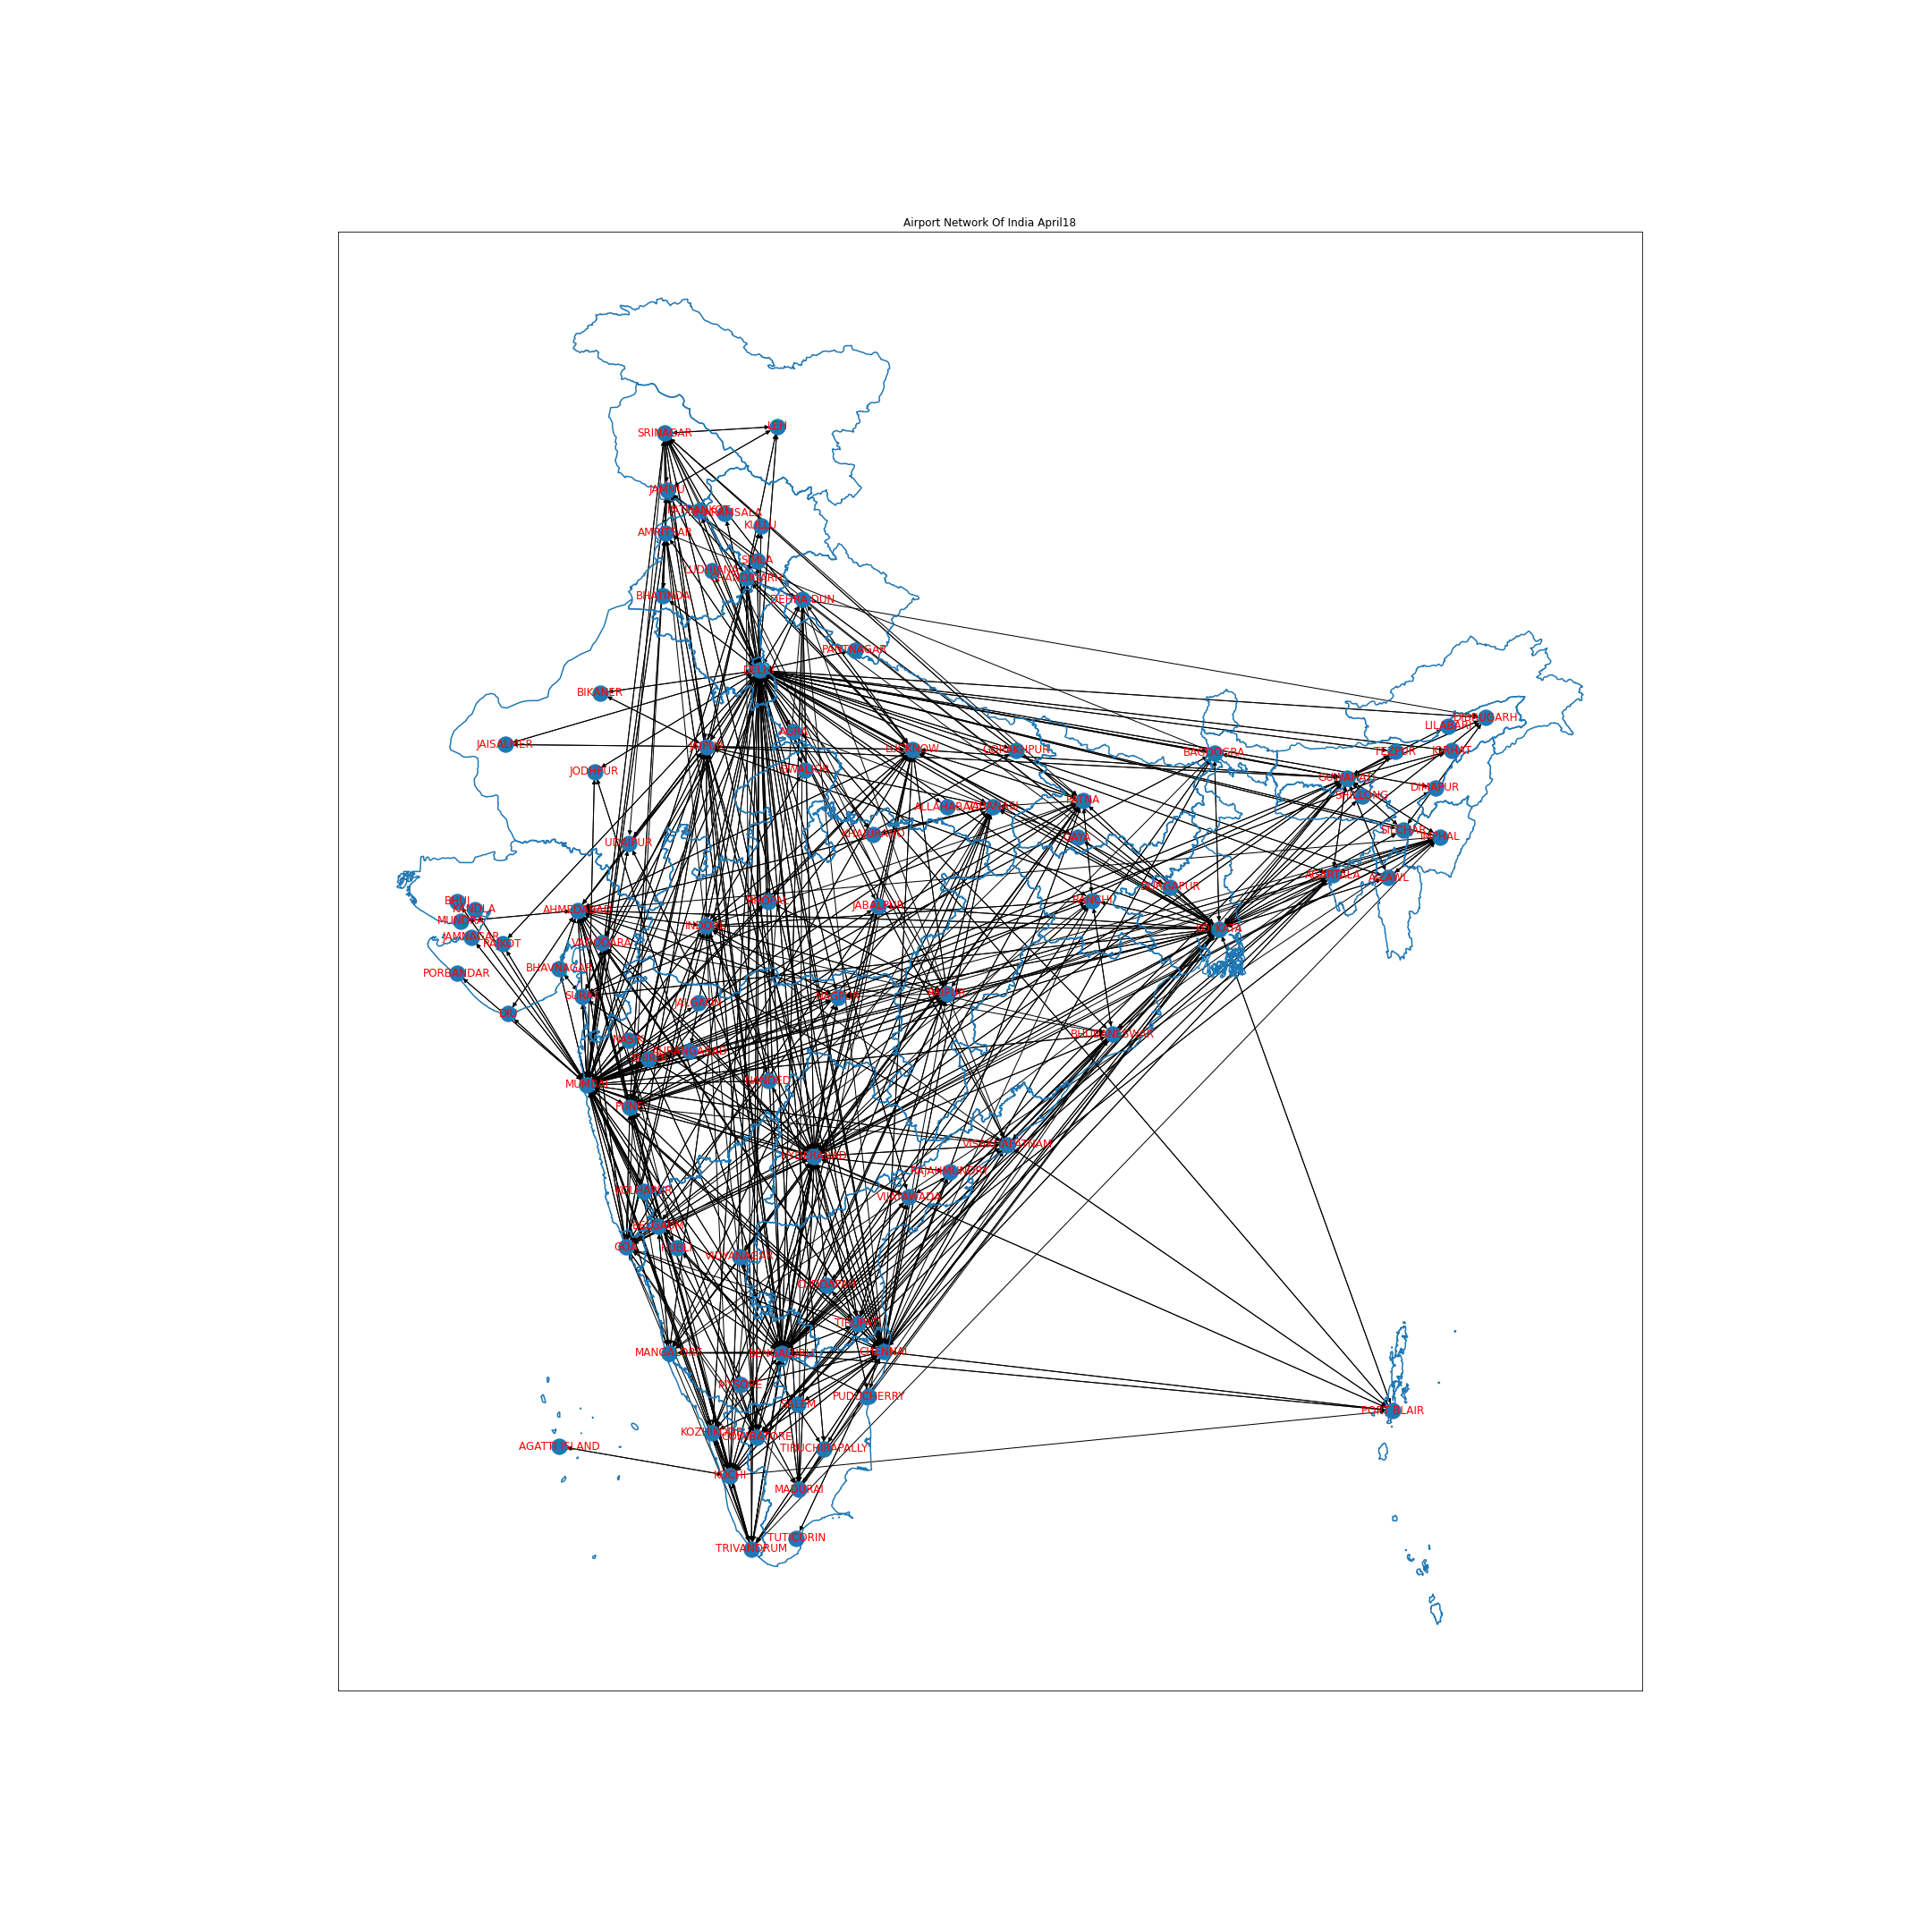 Airport Network Of India April18
LEH
SRINAGAR
JAMMU
KULLU
AMRITSAR
SIMLA
LUDHIANA
CHANDIGARH
BHATINDA
DEHRA DUN
PANTNAGAR
DELHI
BIKANER
DIBRUGARH
LILABARI
AGRA
JAISALMER
JAIPUR
LUCKNOW
GORAKHPUR
BAGDOGRA
TEZPUR
JORHAT
JODHPUR
GWALIOR
GUWAHATI
DIMAPUR
SHILLONG
PATNA
ALLAHABAD
VARANASI
KHAJURAHO
GAYA
SILCHAR
IMPHAL
UDAIPUR
AGARTALA
AIZAWL
DURGAPUR
BHUJ
KANDLA
BHOPAL
JABALPUR
RANCHI
AHMEDABAD
MUNDRA
INDORE
KOLKATA
JAMNAGAR
RAJKOT
VADODARA
BHAVNAGAR
PORBANDAR
SURAT
NAGPUR
RAIPUR
JALGAON
DIU
BHUBANESWAR
NASIK
AURANGABAD
SHIRDI
NANDED
MUMBAI
PUNE
VISAKHAPATNAM
HYDERABAD
RAJAHMUNDRY
KOLHAPUR
VIJAYAWADA
BELGAUM
GOA
HUBLI
VIDYANAGAR
CUDDAPAH
TIRUPATI
MANGALORE
BENGALURU
CHENNAI
MYSORE
PUDUCHERRY
SALEM
PORT BLAIR
KOZHIKODE
COIMBATORE
AGATTI ISLAND
TIRUCHIRAPALLY
KOCHI
MADURAI
TUTICORIN
TRIVANDRUM